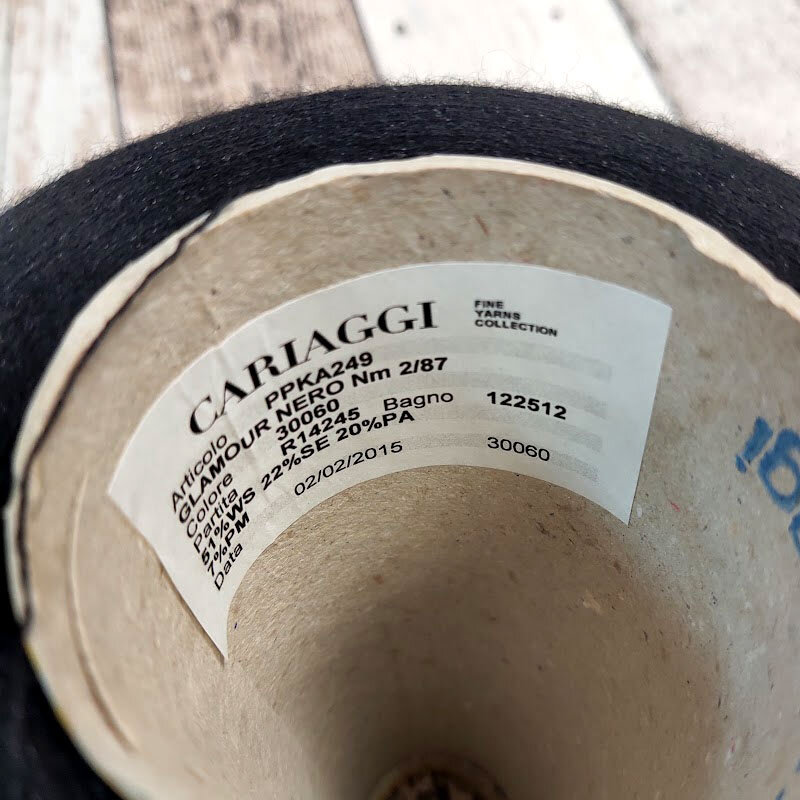 CARIAGGI
FINE
YARNS
COLLECTION
Articolo PPKA249
GLAMOUR NERO Nm 2/87
Colore 30060
Partita R14245 Bagno 122512
51%WS 22%SE 20%PA
7%PM
Data 02/02/2015 30060